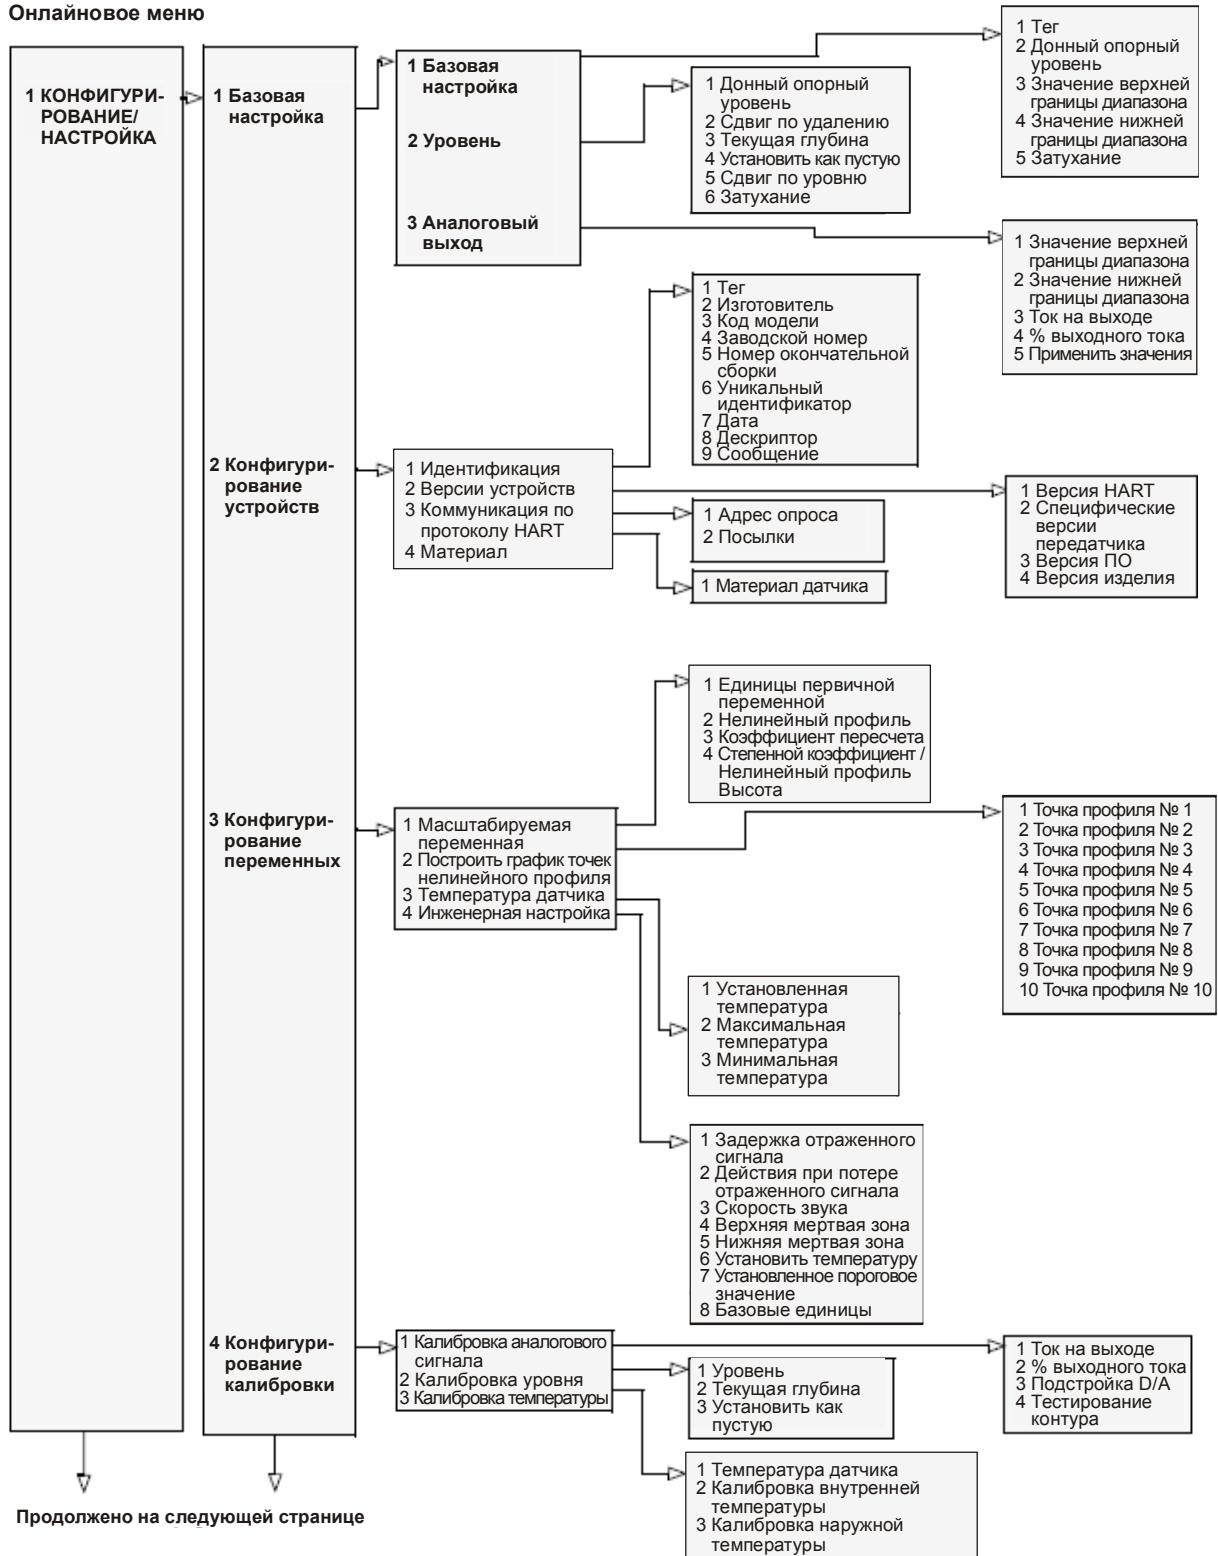 Онлайновое меню
1 КОНФИГУРИ-
РОВАНИЕ/
НАСТРОЙКА
1 Базовая
настройка
1 Базовая
настройка
2 Уровень
3 Аналоговый
выход
1 Тег
2 Донный опорный
уровень
3 Значение верхней
границы диапазона
4 Значение нижней
границы диапазона
5 Затухание
1 Донный опорный
уровень
2 Сдвиг по удалению
3 Текущая глубина
4 Установить как пустую
5 Сдвиг по уровню
6 Затухание
1 Значение верхней
границы диапазона
2 Значение нижней
границы диапазона
3 Ток на выходе
4 % выходного тока
5 Применить значения
2 Конфигури-
рование
устройств
1 Идентификация
2 Версии устройств
3 Коммуникация по
протоколу HART
4 Материал
1 Тег
2 Изготовитель
3 Код модели
4 Заводской номер
5 Номер окончательной
сборки
6 Уникальный
идентификатор
7 Дата
8 Дескриптор
9 Сообщение
1 Версия HART
2 Специфические
версии
передатчика
3 Версия ПО
4 Версия изделия
1 Адрес опроса
2 Посылки
1 Материал датчика
3 Конфигури-
рование
переменных
1 Масштабируемая
переменная
2 Построить график точек
нелинейного профиля
3 Температура датчика
4 Инженерная настройка
1 Единицы первичной
переменной
2 Нелинейный профиль
3 Коэффициент пересчета
4 Степенной коэффициент /
Нелинейный профиль
Высота
1 Точка профиля № 1
2 Точка профиля № 2
3 Точка профиля № 3
4 Точка профиля № 4
5 Точка профиля № 5
6 Точка профиля № 6
7 Точка профиля № 7
8 Точка профиля № 8
9 Точка профиля № 9
10 Точка профиля № 10
1 Установленная
температура
2 Максимальная
температура
3 Минимальная
температура
1 Задержка отраженного
сигнала
2 Действия при потере
отраженного сигнала
3 Скорость звука
4 Верхняя мертвая зона
5 Нижняя мертвая зона
6 Установить температуру
7 Установленное пороговое
значение
8 Базовые единицы
4 Конфигури-
рование
калибровки
1 Калибровка аналогового
сигнала
2 Калибровка уровня
3 Калибровка температуры
1 Ток на выходе
2 % выходного тока
3 Подстройка D/A
4 Тестирование
контура
1 Уровень
2 Текущая глубина
3 Установить как
пустую
1 Температура датчика
2 Калибровка внутренней
температуры
3 Калибровка наружной
температуры
Продолжено на следующей странице